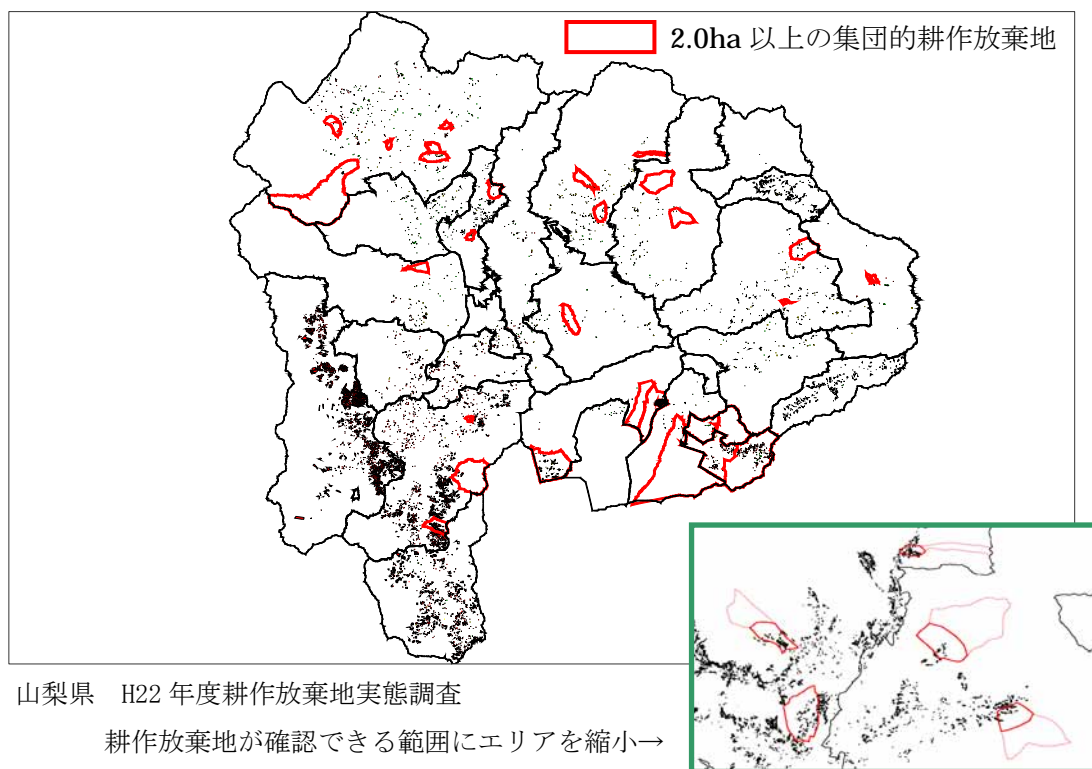 2.0ha 以上の集団的耕作放棄地
山梨県　H22 年度耕作放棄地実態調査
耕作放棄地が確認できる範囲にエリアを縮小→